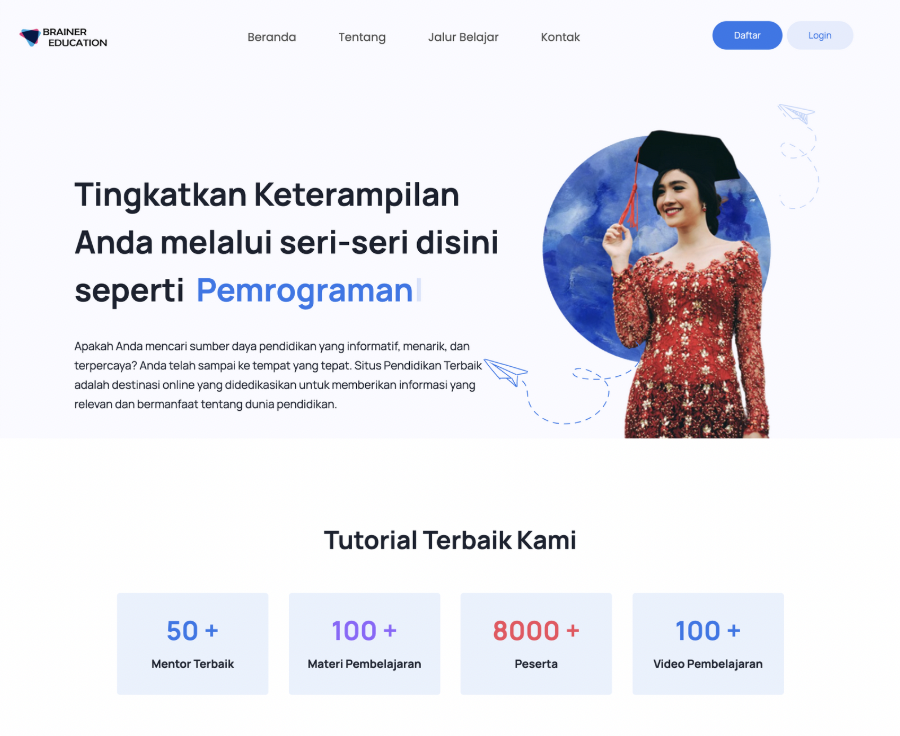 BRAINER
EDUCATION
Beranda
Tentang
Jalur Belajar
Kontak
Daftar
Login
Tingkatkan Keterampilan
Anda melalui seri-seri disini
seperti Pemrograman
Apakah Anda mencari sumber daya pendidikan yang informatif, menarik, dan
terpercaya? Anda telah sampai ke tempat yang tepat. Situs Pendidikan Terbaik
adalah destinasi online yang didedikasikan untuk memberikan informasi yang
relevan dan bermanfaat tentang dunia pendidikan.
Tutorial Terbaik Kami
50 +
Mentor Terbaik
100 +
Materi Pembelajaran
8000 +
Peserta
100 +
Video Pembelajaran